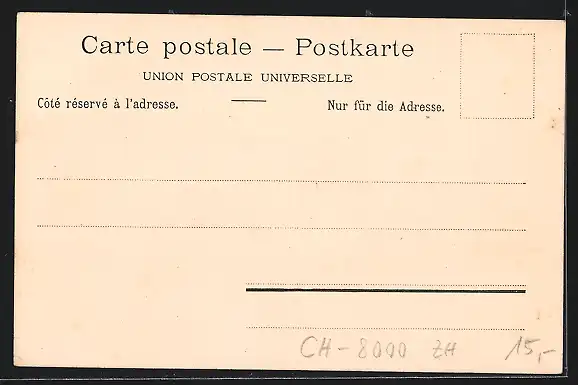 Carte postale — Postkarte
UNION POSTALE UNIVERSELLE
Côté réservé à l'adresse. Nur für die Adresse.
CH - 8000 ZH 15,-